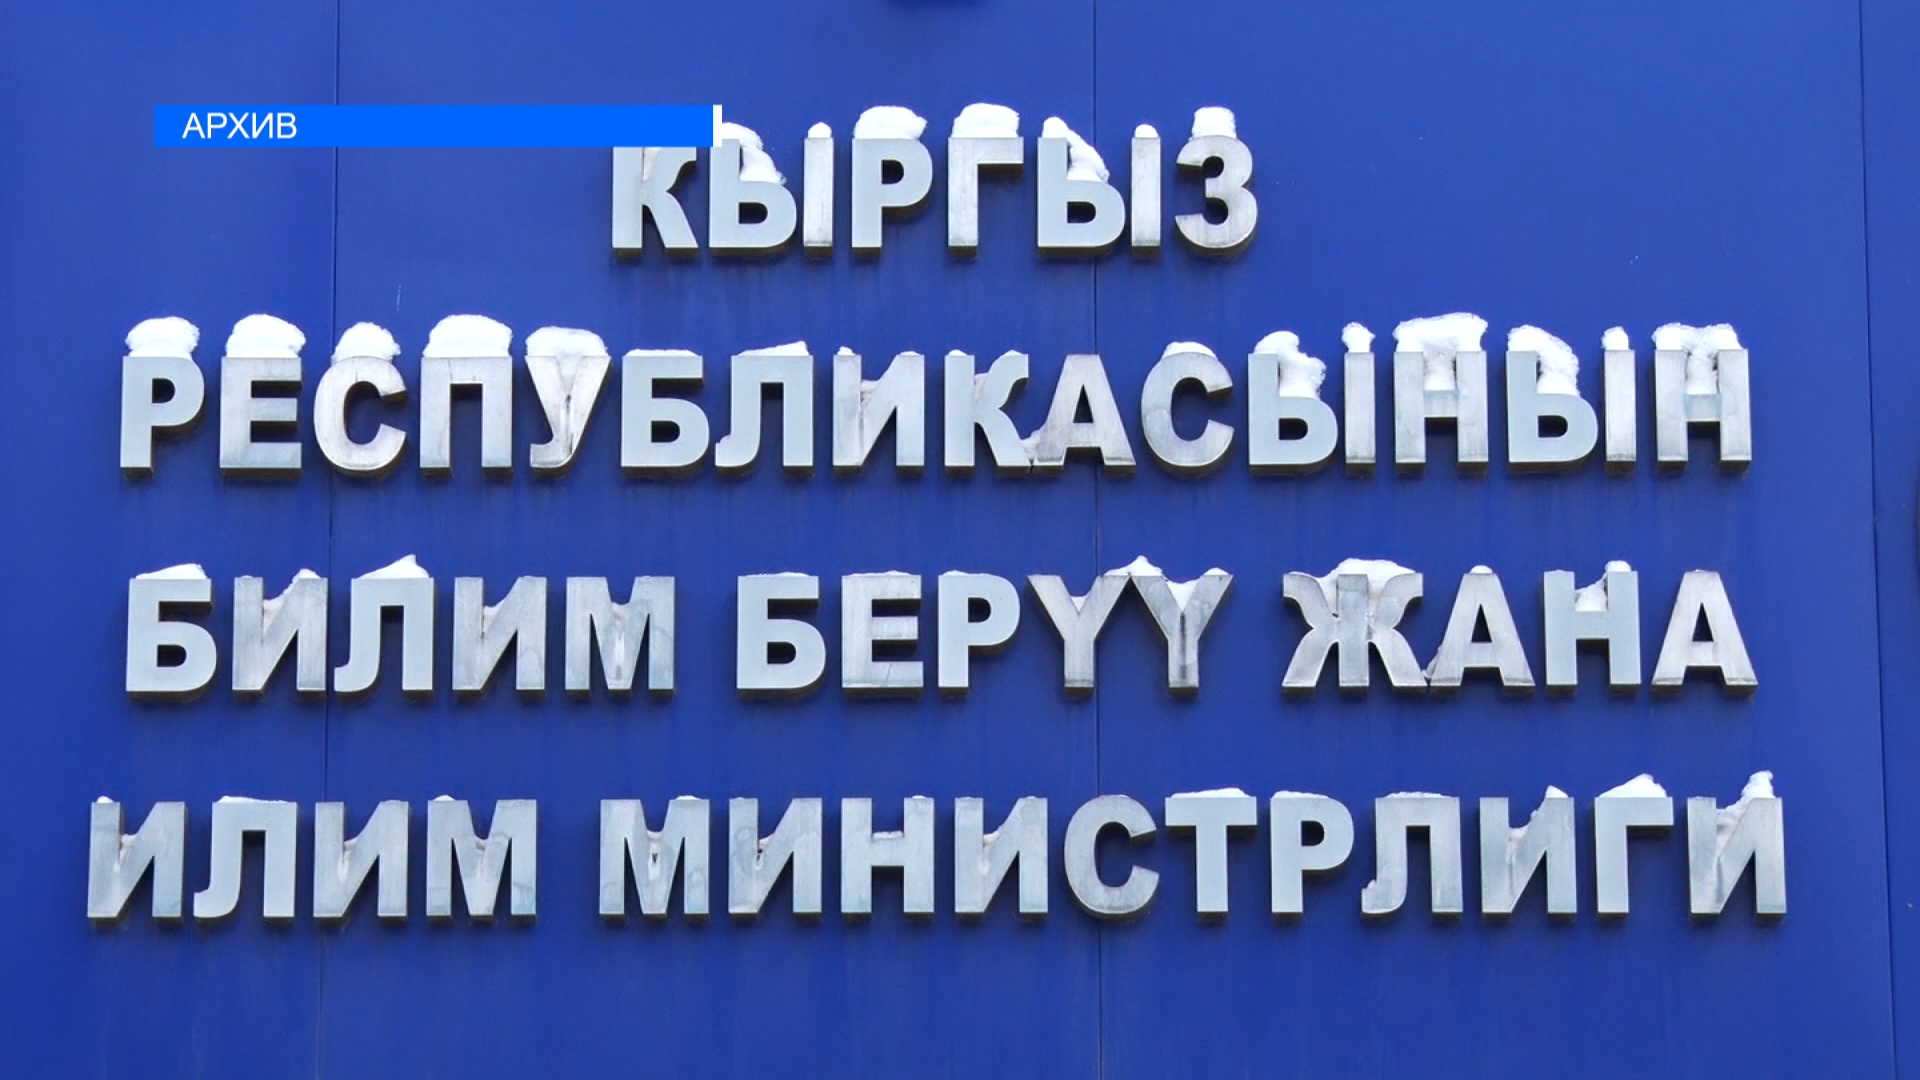 АРХИВ
КЫРГЫЗ
РЕСПУБЛИКАСЫНЫН
БИЛИМ БЕРҮҮ ЖАНА
ИЛИМ МИНИСТРЛИГИ